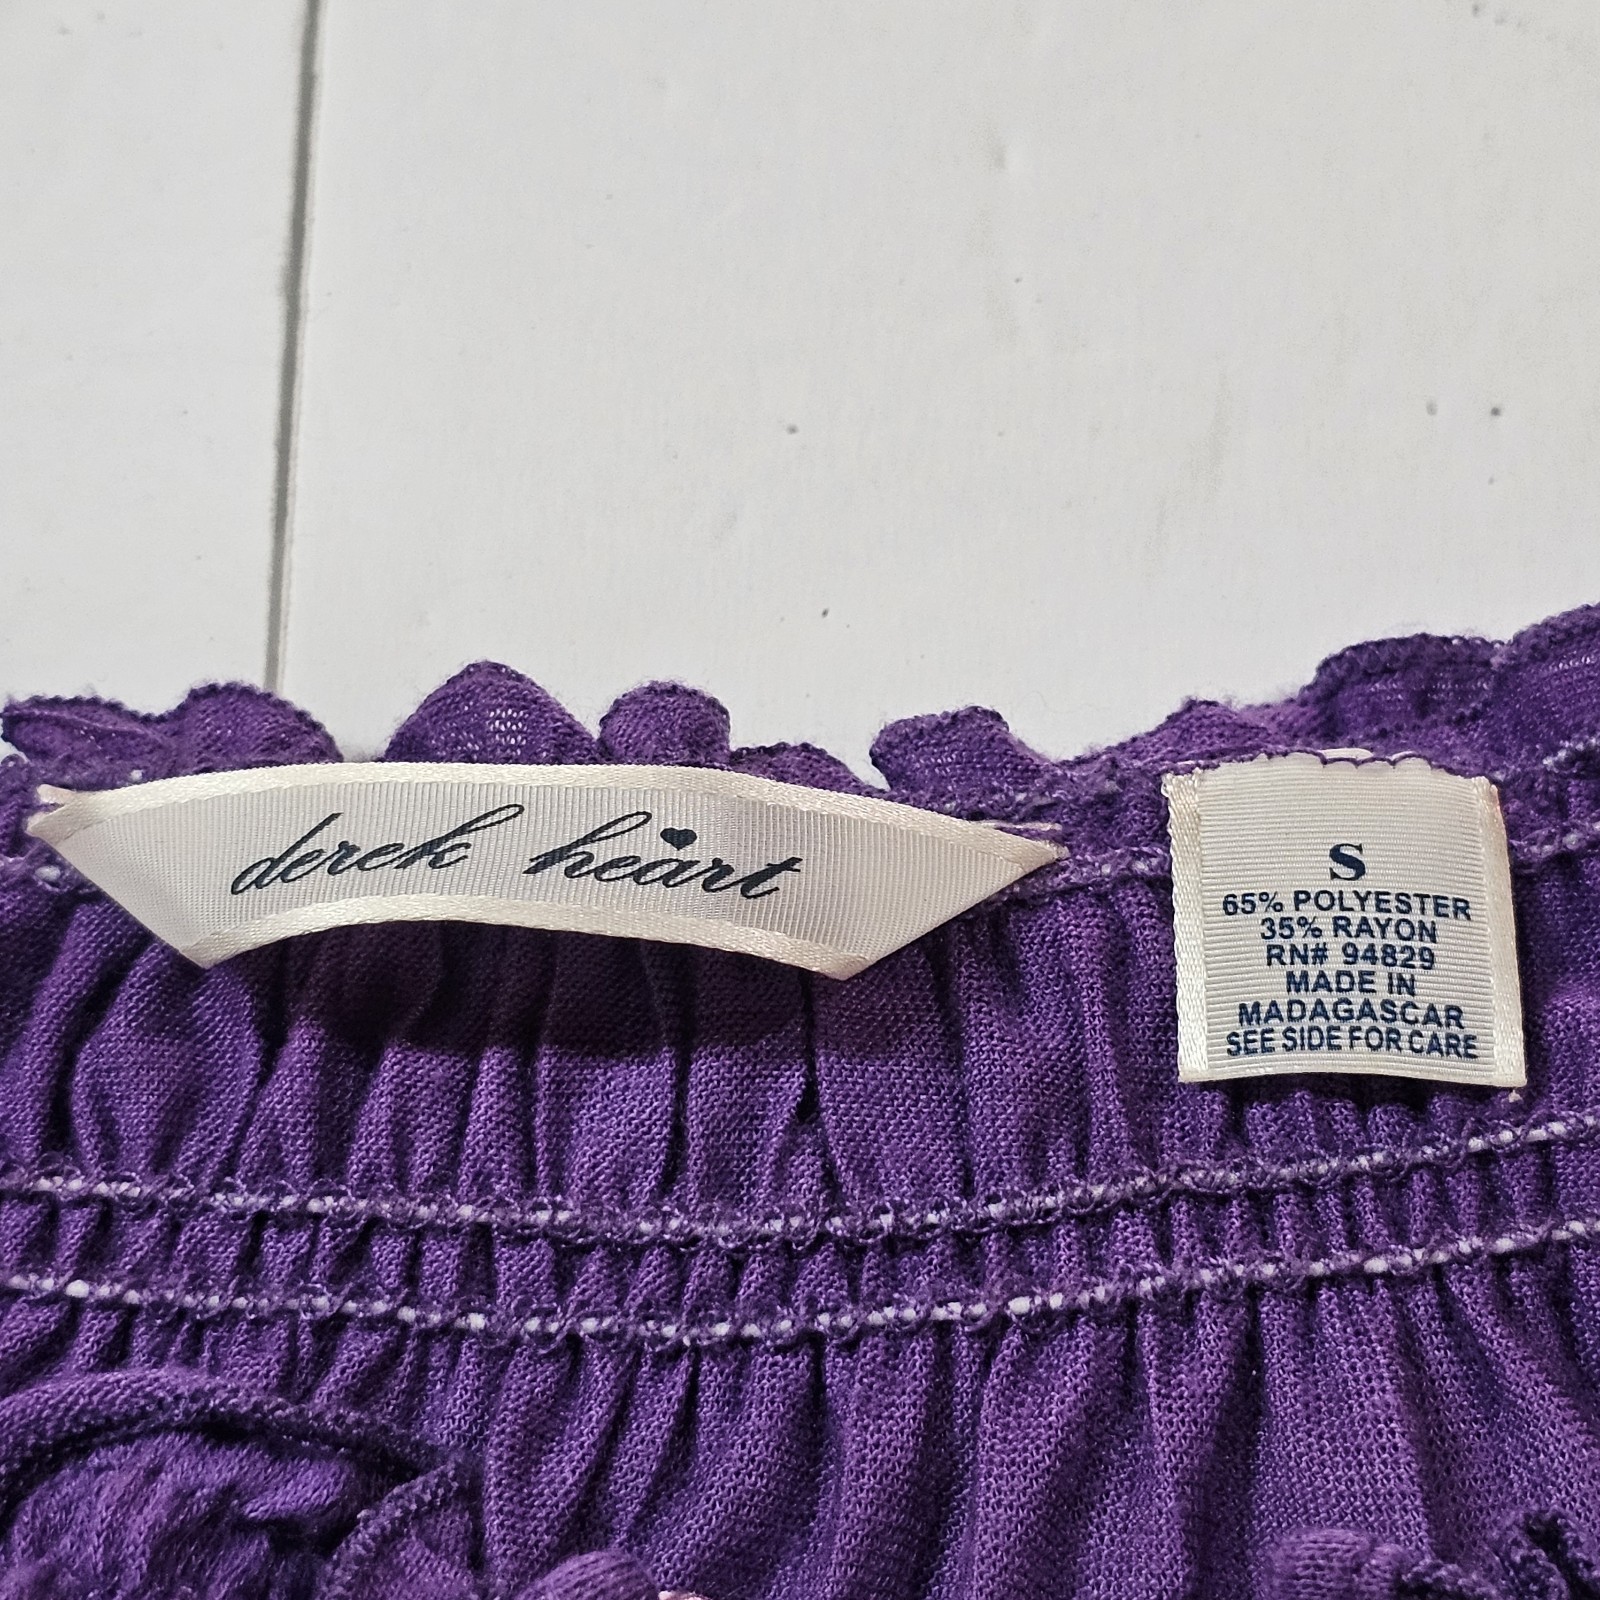 derek heart
S
65% POLYESTER
35% RAYON
RN# 94829
MADE IN
MADAGASCAR
SEE SIDE FOR CARE